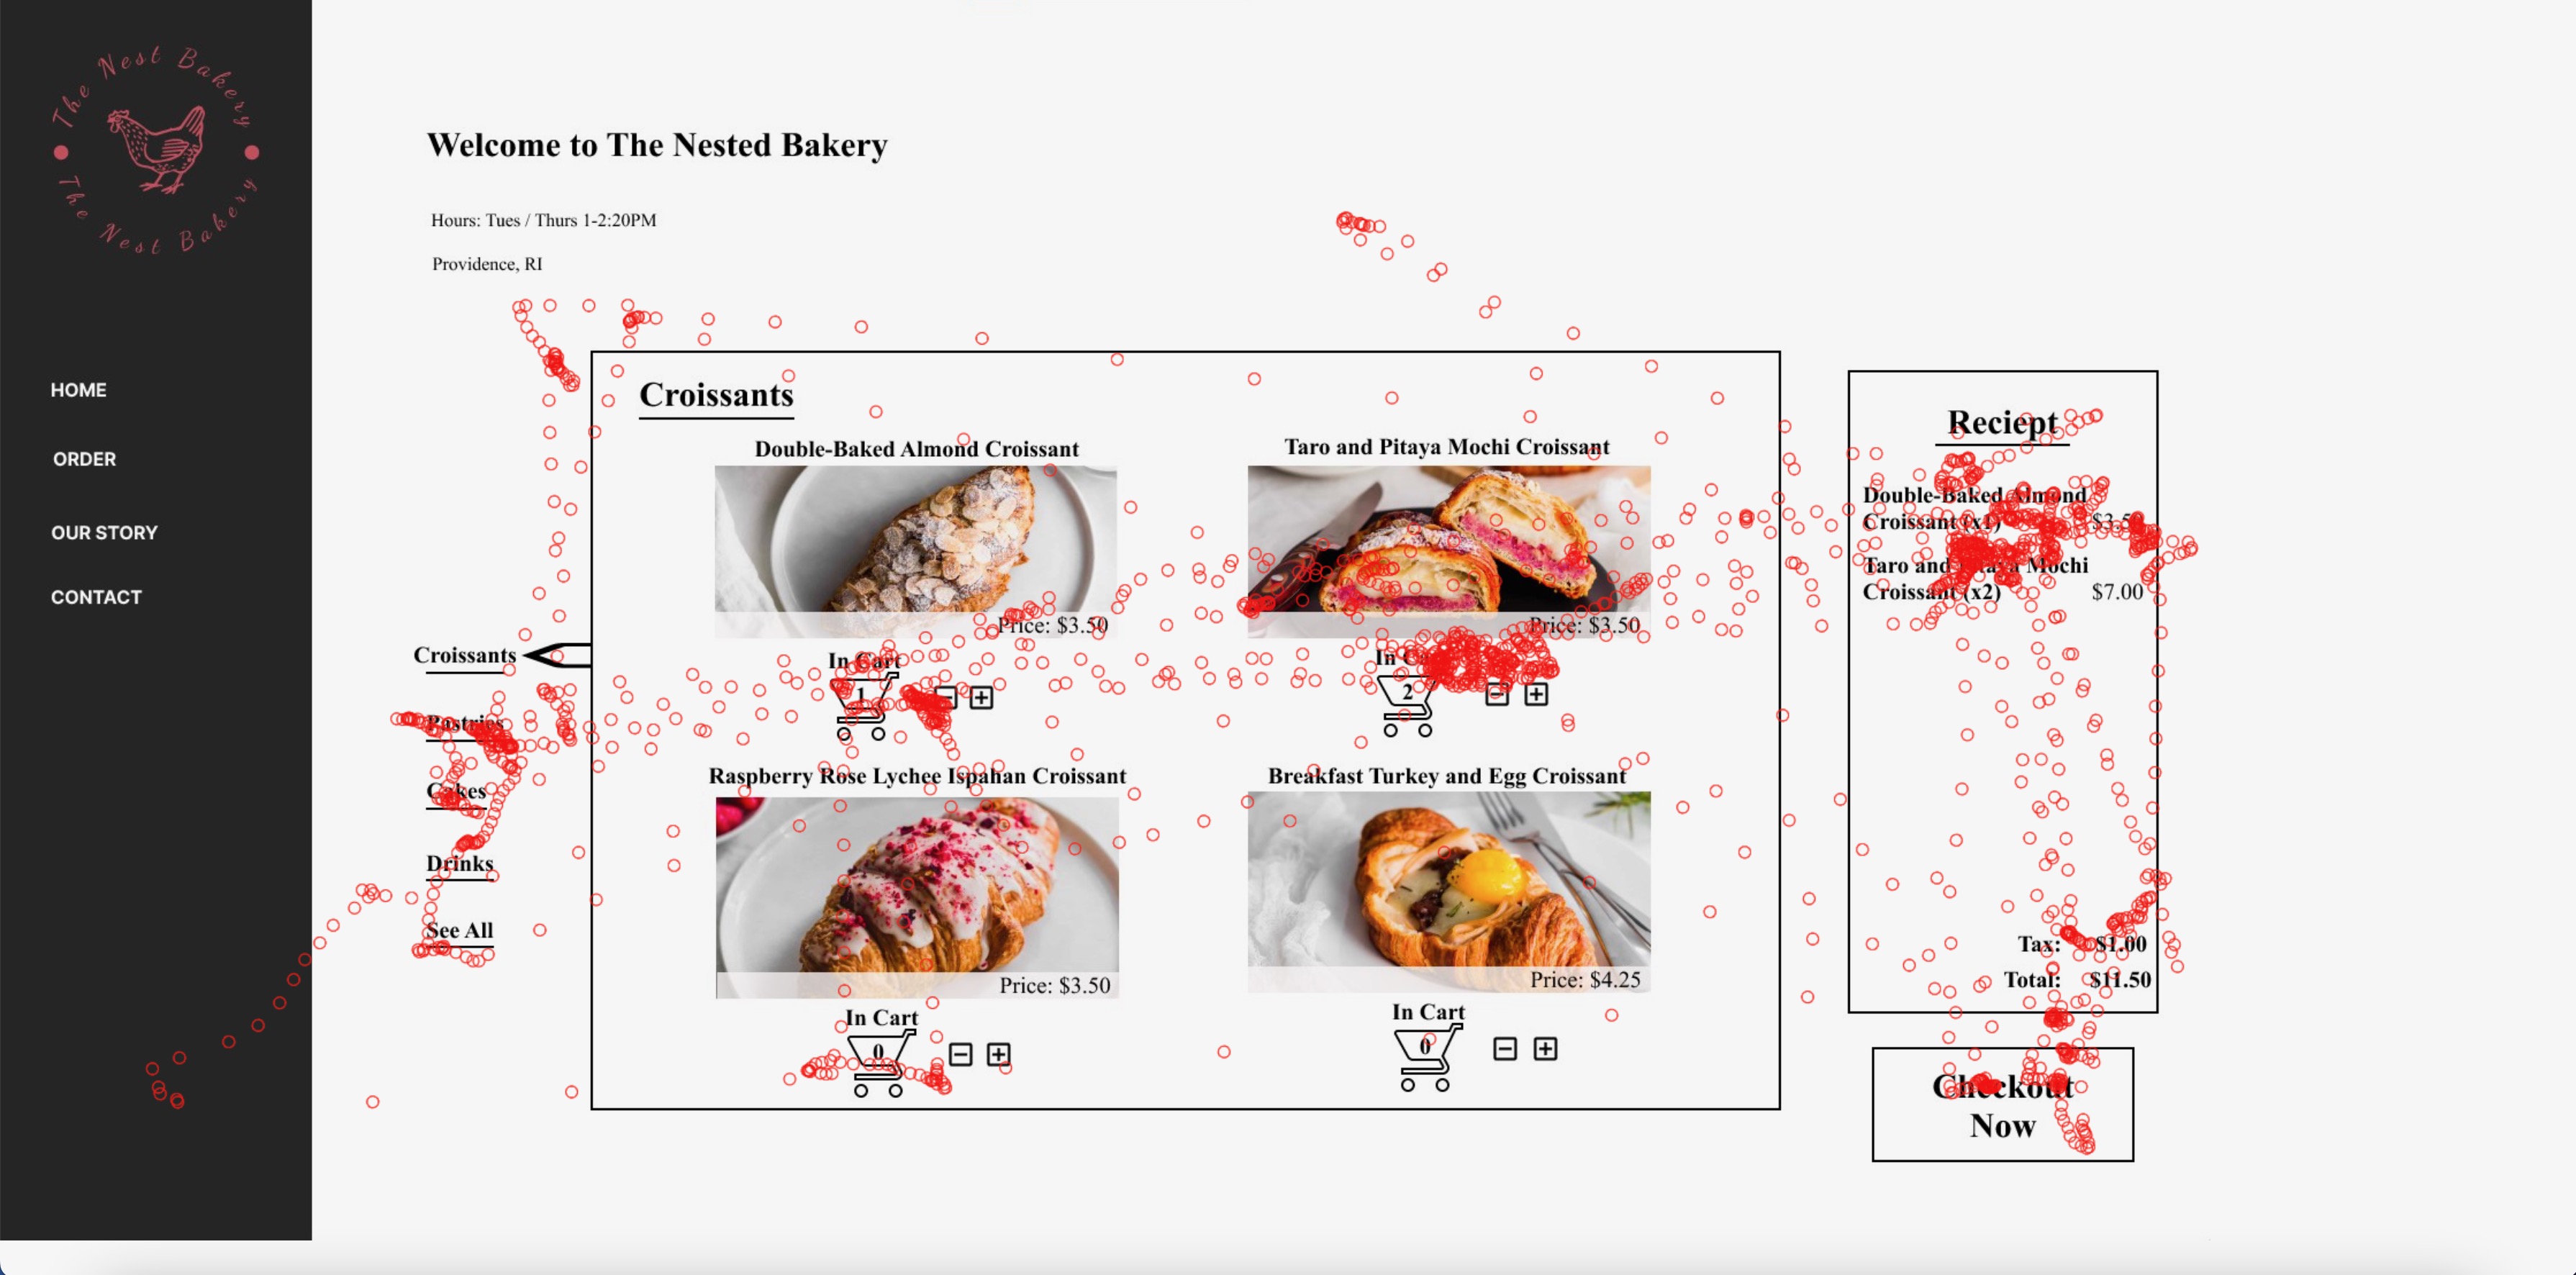 The Nest Bakery
The Nest Bakery
HOME
ORDER
OUR STORY
CONTACT
Welcome to The Nested Bakery
Hours: Tues / Thurs 1-2:20PM
Providence, RI
Croissants
Pastries
Cakes
Drinks
See All
Croissants
Double-Baked Almond Croissant
Price: $3.50
In Cart
1
Taro and Pitaya Mochi Croissant
Price: $3.50
In Cart
2
Raspberry Rose Lychee Ispahan Croissant
Price: $3.50
In Cart
0
Breakfast Turkey and Egg Croissant
Price: $4.25
In Cart
0
Reciept
Double-Baked Almond
Croissant (x1) $3.50
Taro and Pitaya Mochi
Croissant (x2) $7.00
Tax: $1.00
Total: $11.50
Checkout
Now